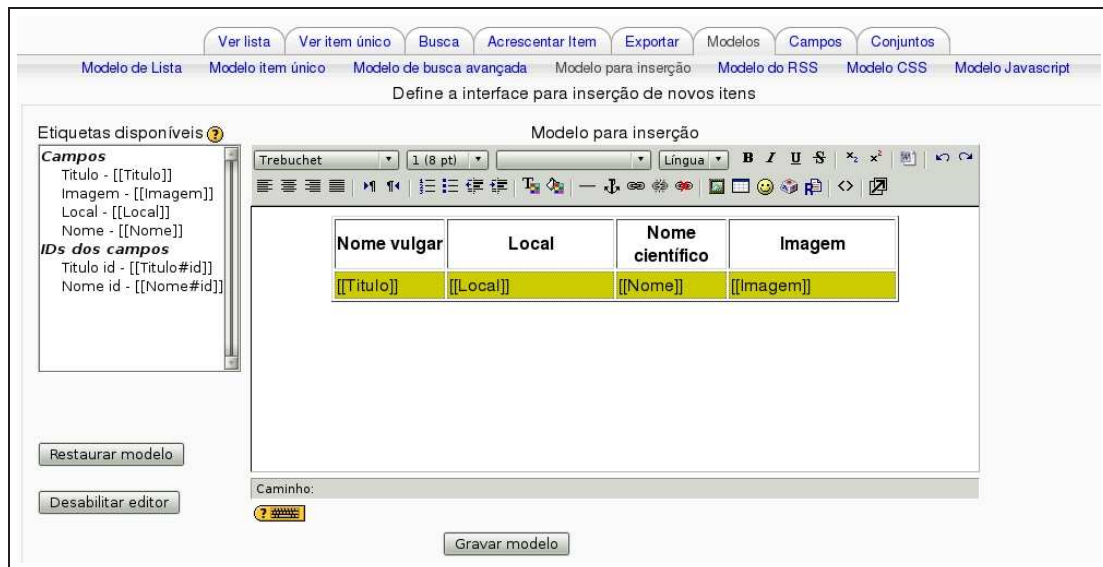 Ver lista Ver item único Busca Acrescentar Item Exportar Modelos Campos Conjuntos
Modelo de Lista Modelo item único Modelo de busca avançada Modelo para inserção Modelo do RSS Modelo CSS Modelo Javascript
Define a interface para inserção de novos itens
Etiquetas disponíveis ?
Modelo para inserção
Campos
Titulo - [[Titulo]]
Imagem - [[Imagem]]
Local - [[Local]]
Nome - [[Nome]]
IDs dos campos
Titulo id - [[Titulo#id]]
Nome id - [[Nome#id]]
Trebuchet 1 (8 pt) Língua B I U S x₂ x²
Nome vulgar Local Nome científico Imagem
[[Titulo]] [[Local]] [[Nome]] [[Imagem]]
Restaurar modelo
Desabilitar editor
Caminho:
?
Gravar modelo